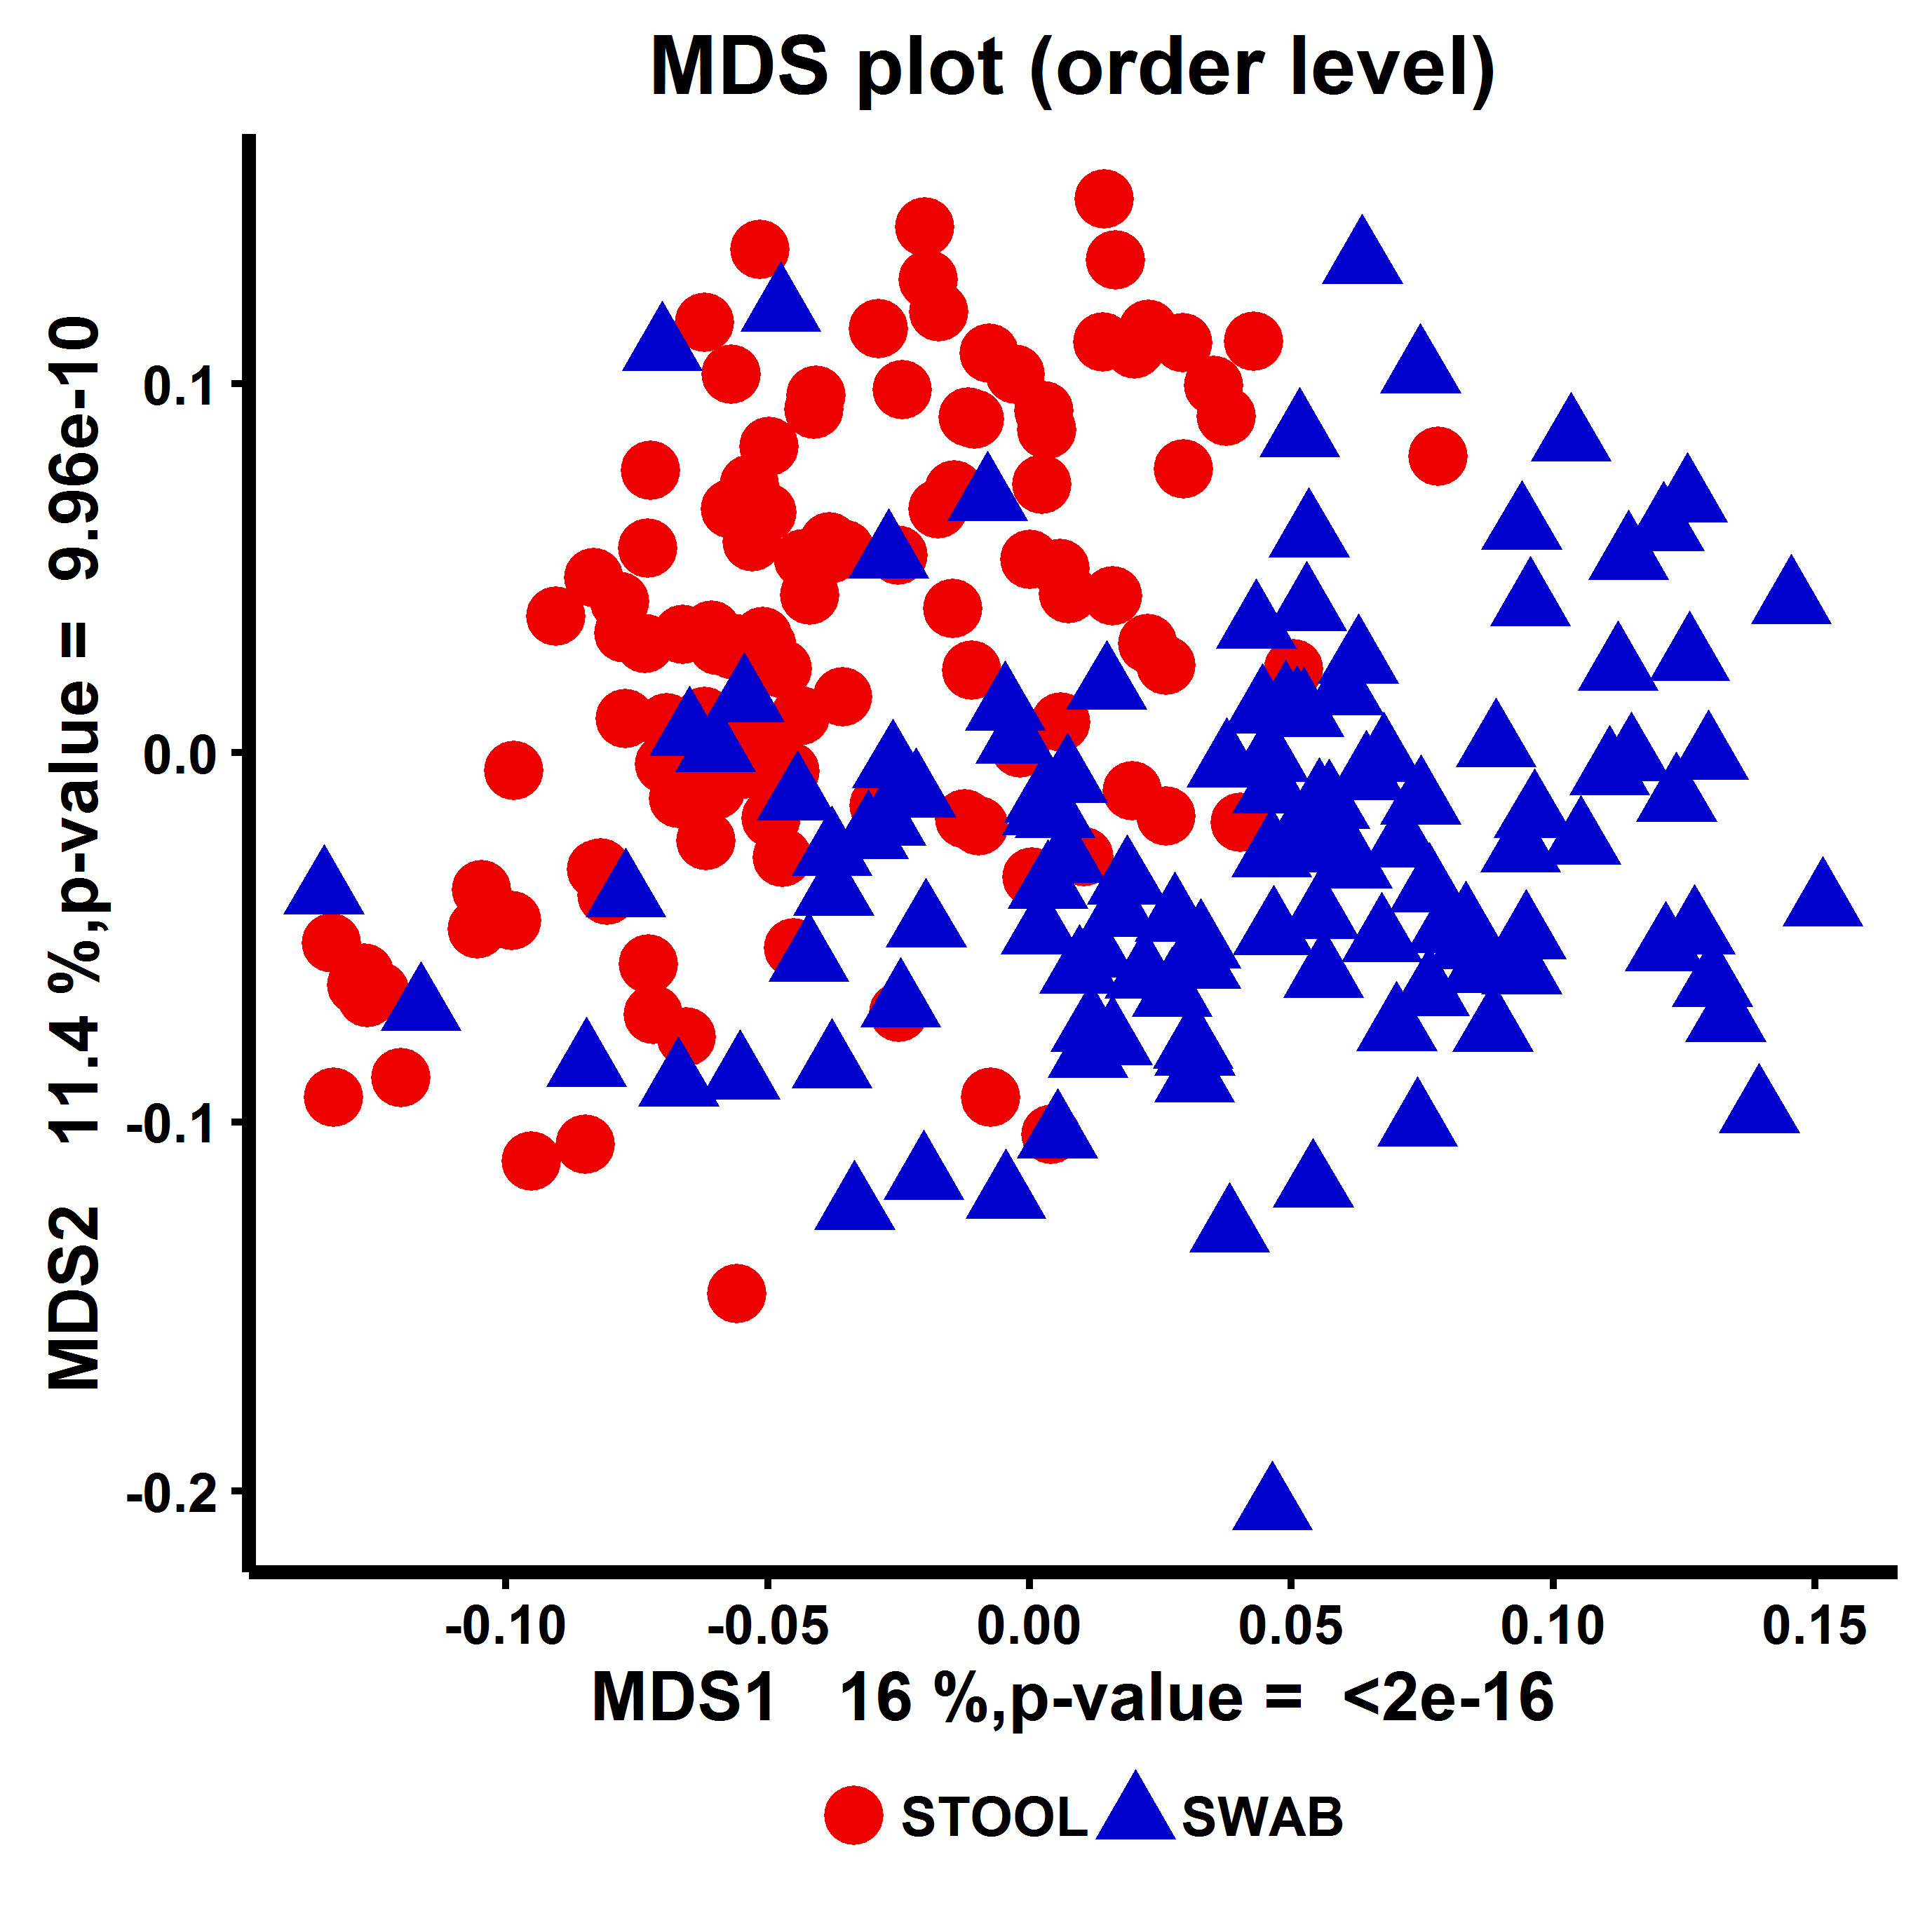 MDS plot (order level)
MDS2 11.4 %,p-value = 9.96e-10
0.1
0.0
-0.1
-0.2
-0.10 -0.05 0.00 0.05 0.10 0.15
MDS1 16 %,p-value = <2e-16
STOOL SWAB